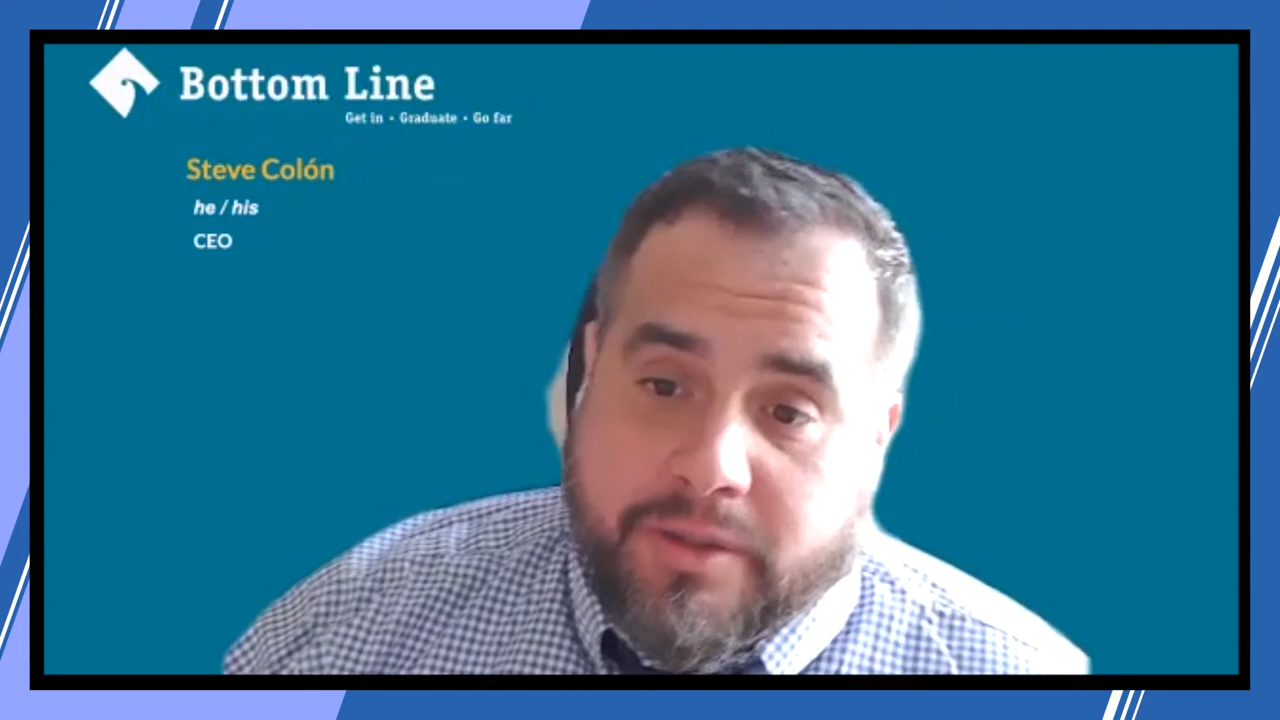 Bottom Line
Get in • Graduate • Go far
Steve Colón
he / his
CEO